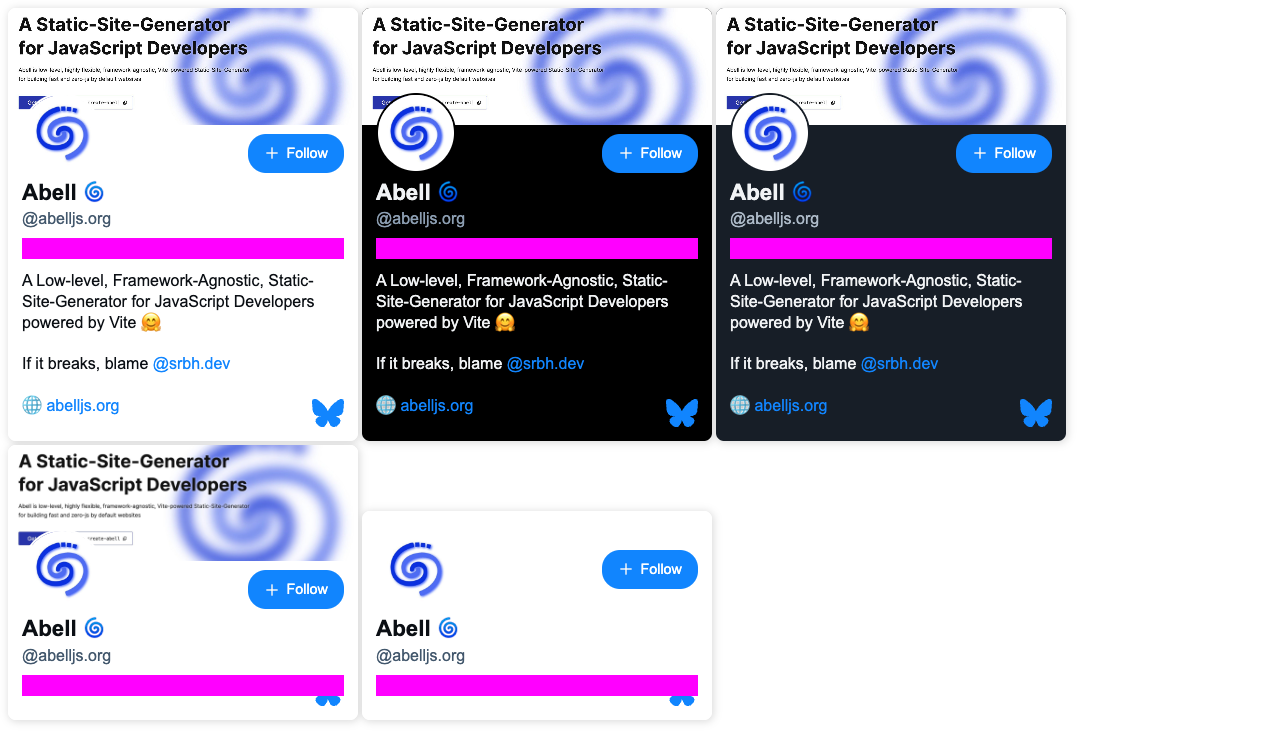 A Static-Site-Generator
for JavaScript Developers
Abell is low-level, highly flexible, framework-agnostic, Vite-powered Static-Site-Generator
for building fast and zero-js by default websites
Follow
Abell
@abelljs.org
A Low-level, Framework-Agnostic, Static-
Site-Generator for JavaScript Developers
powered by Vite
If it breaks, blame @srbh.dev
abelljs.org
A Static-Site-Generator
for JavaScript Developers
Abell is low-level, highly flexible, framework-agnostic, Vite-powered Static-Site-Generator
for building fast and zero-js by default websites
Follow
Abell
@abelljs.org
A Low-level, Framework-Agnostic, Static-
Site-Generator for JavaScript Developers
powered by Vite
If it breaks, blame @srbh.dev
abelljs.org
A Static-Site-Generator
for JavaScript Developers
Abell is low-level, highly flexible, framework-agnostic, Vite-powered Static-Site-Generator
for building fast and zero-js by default websites
Follow
Abell
@abelljs.org
A Low-level, Framework-Agnostic, Static-
Site-Generator for JavaScript Developers
powered by Vite
If it breaks, blame @srbh.dev
abelljs.org
A Static-Site-Generator
for JavaScript Developers
Abell is low-level, highly flexible, framework-agnostic, Vite-powered Static-Site-Generator
for building fast and zero-js by default websites
Follow
Abell
@abelljs.org
Follow
Abell
@abelljs.org